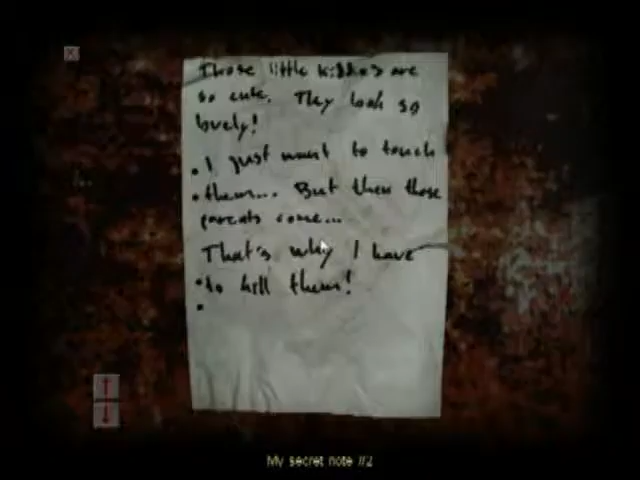 Those little kiddos are
so cute. They look so
lovely!
I just want to touch
them... But then those
parents come...
That's why I have
to kill them!
My secret note #2